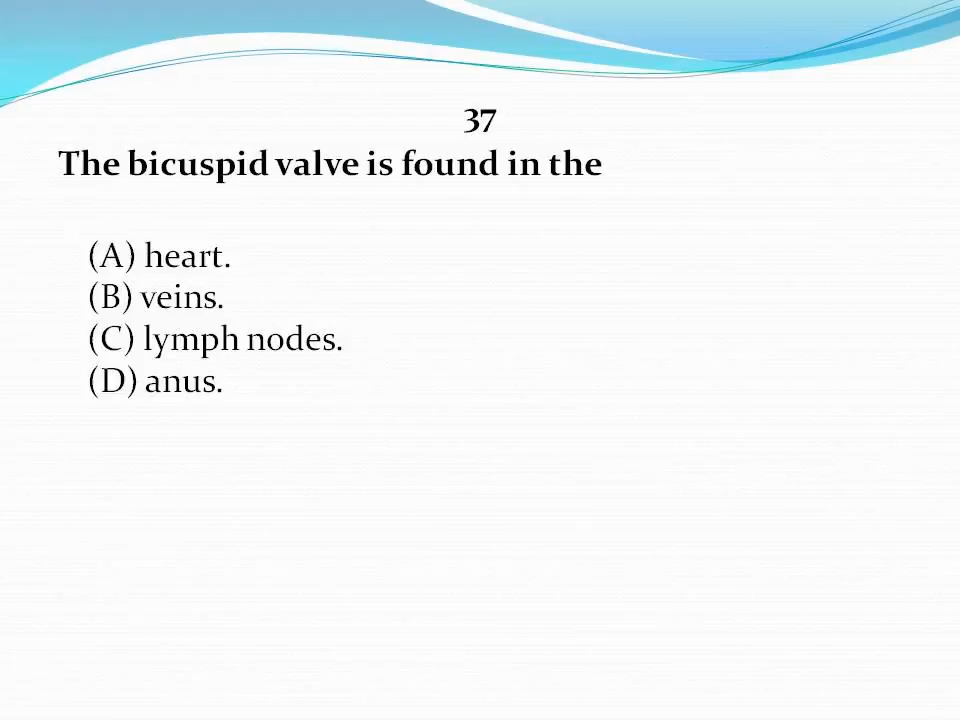 37
The bicuspid valve is found in the
(A) heart.
(B) veins.
(C) lymph nodes.
(D) anus.